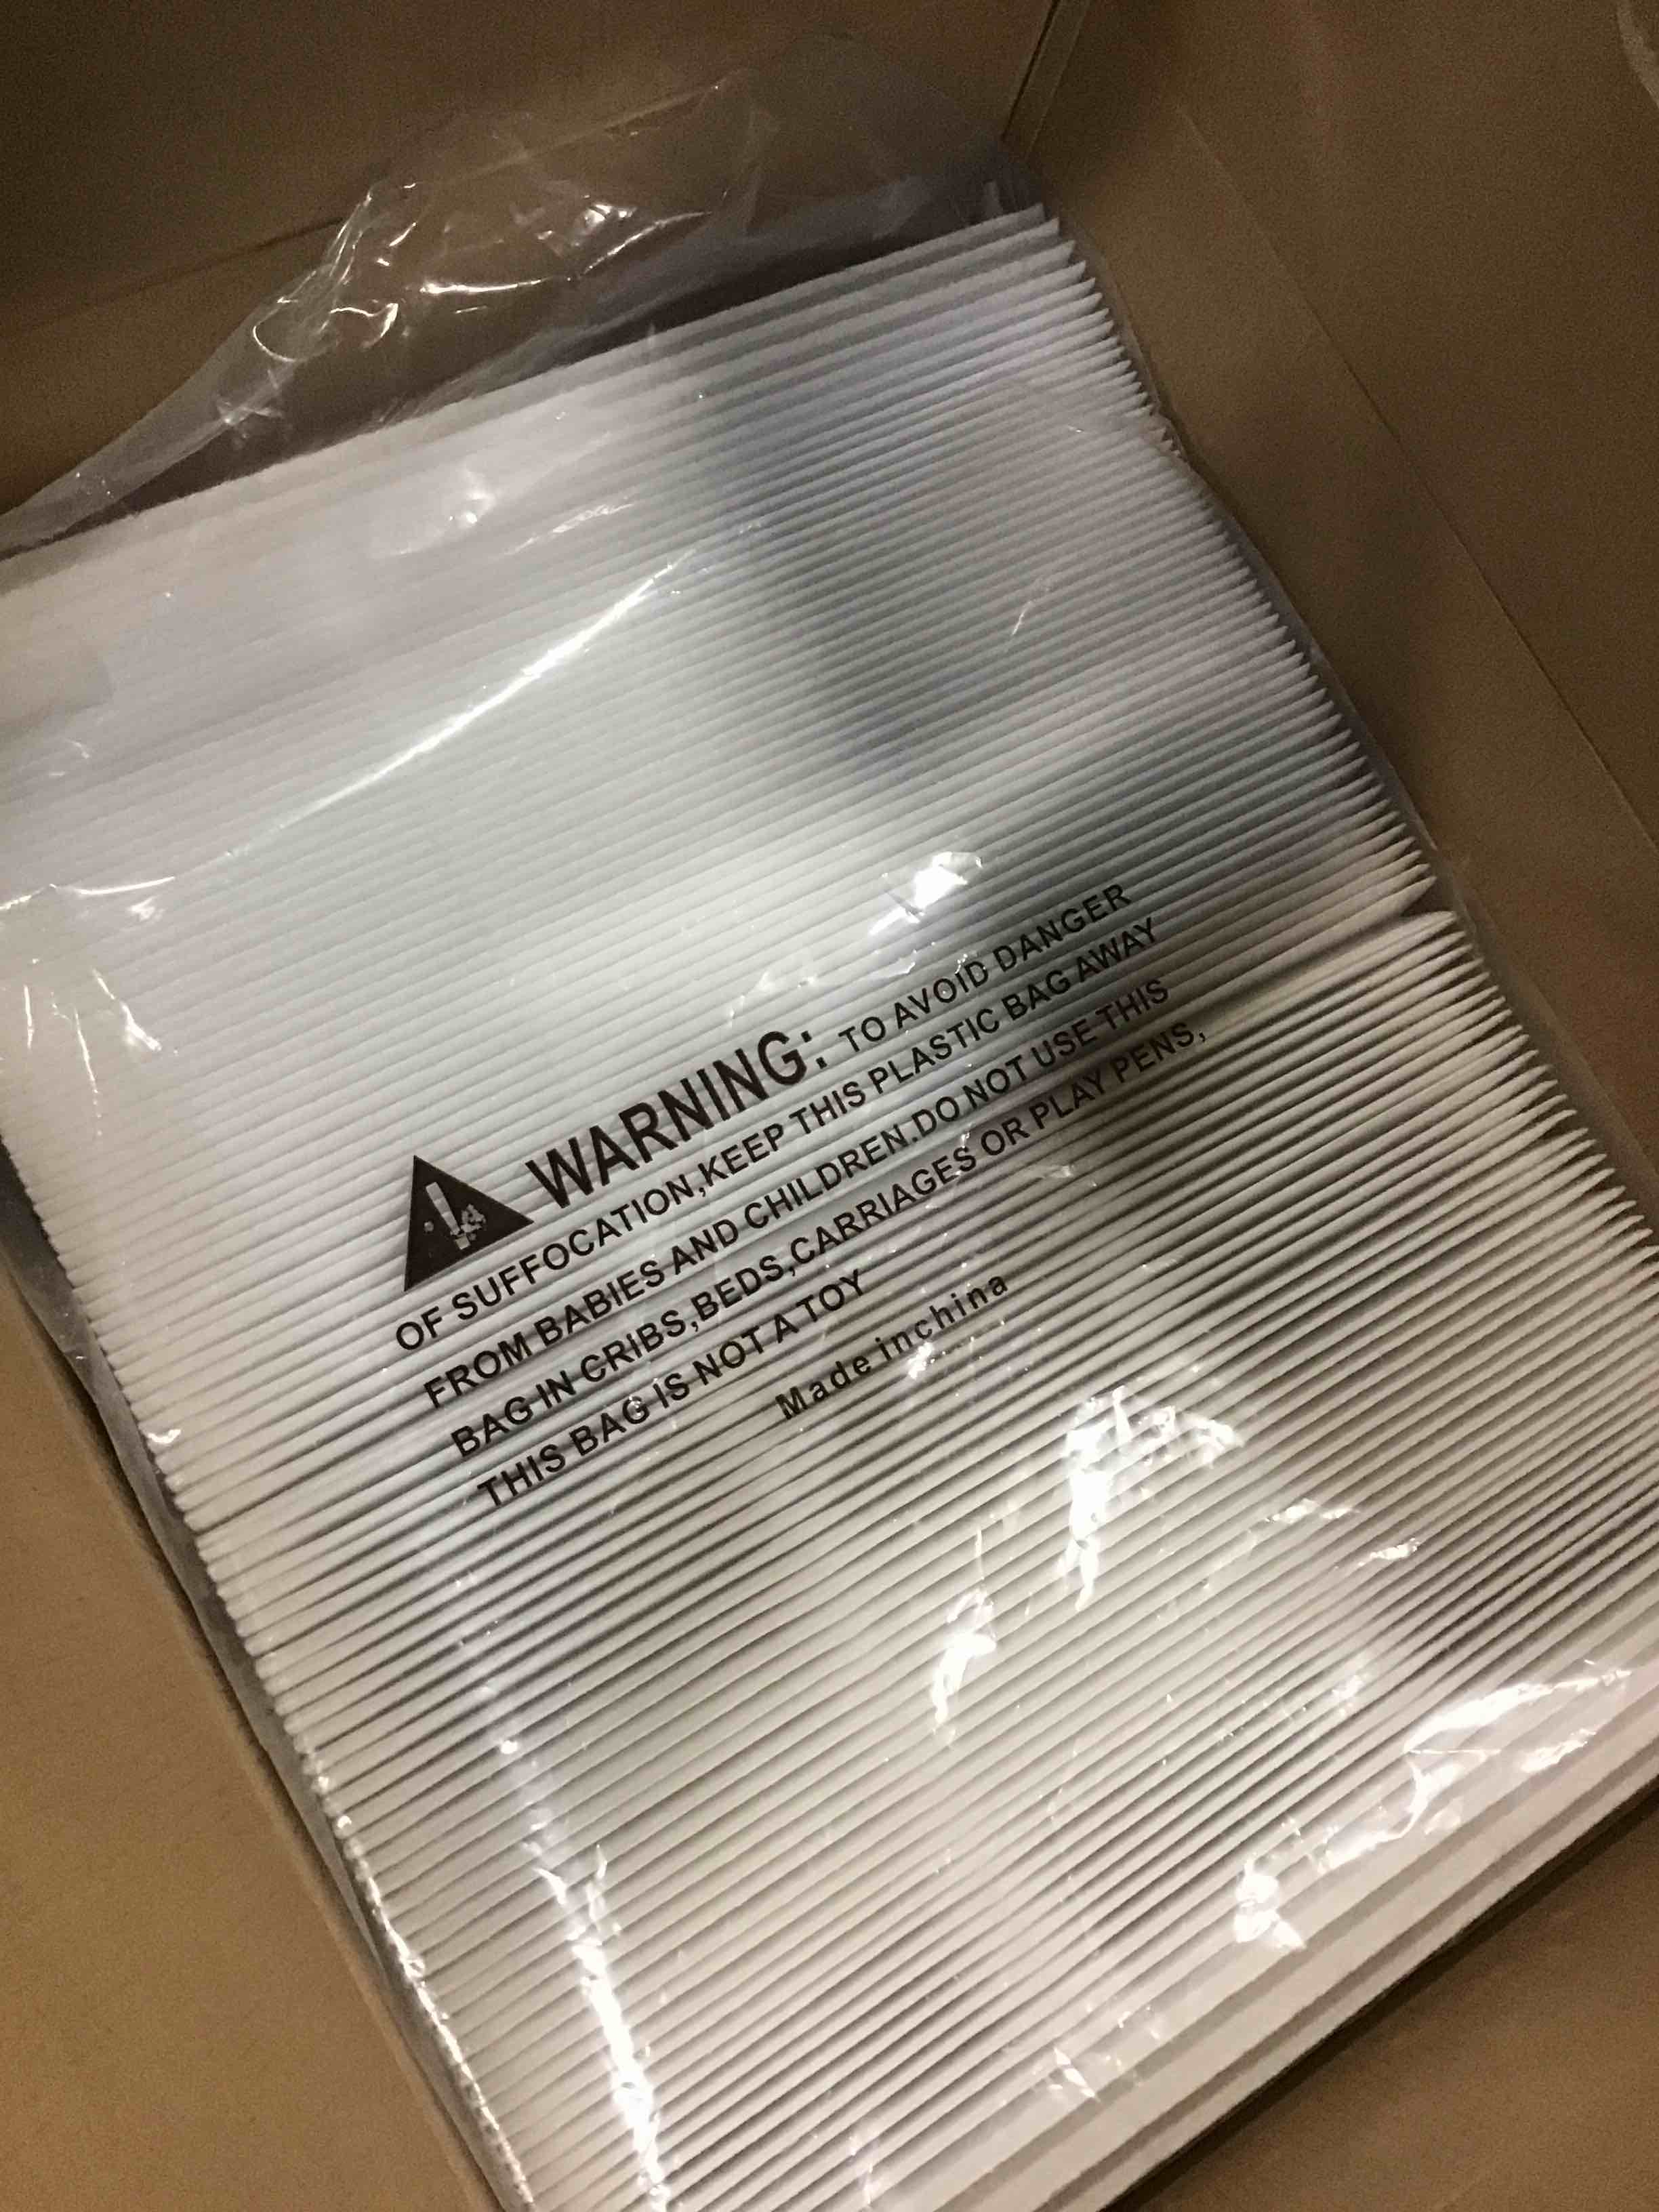 WARNING: TO AVOID DANGER
OF SUFFOCATION,KEEP THIS PLASTIC BAG AWAY
FROM BABIES AND CHILDREN.DO NOT USE THIS
BAG IN CRIBS,BEDS,CARRIAGES OR PLAY PENS,
THIS BAG IS NOT A TOY
Made inchina